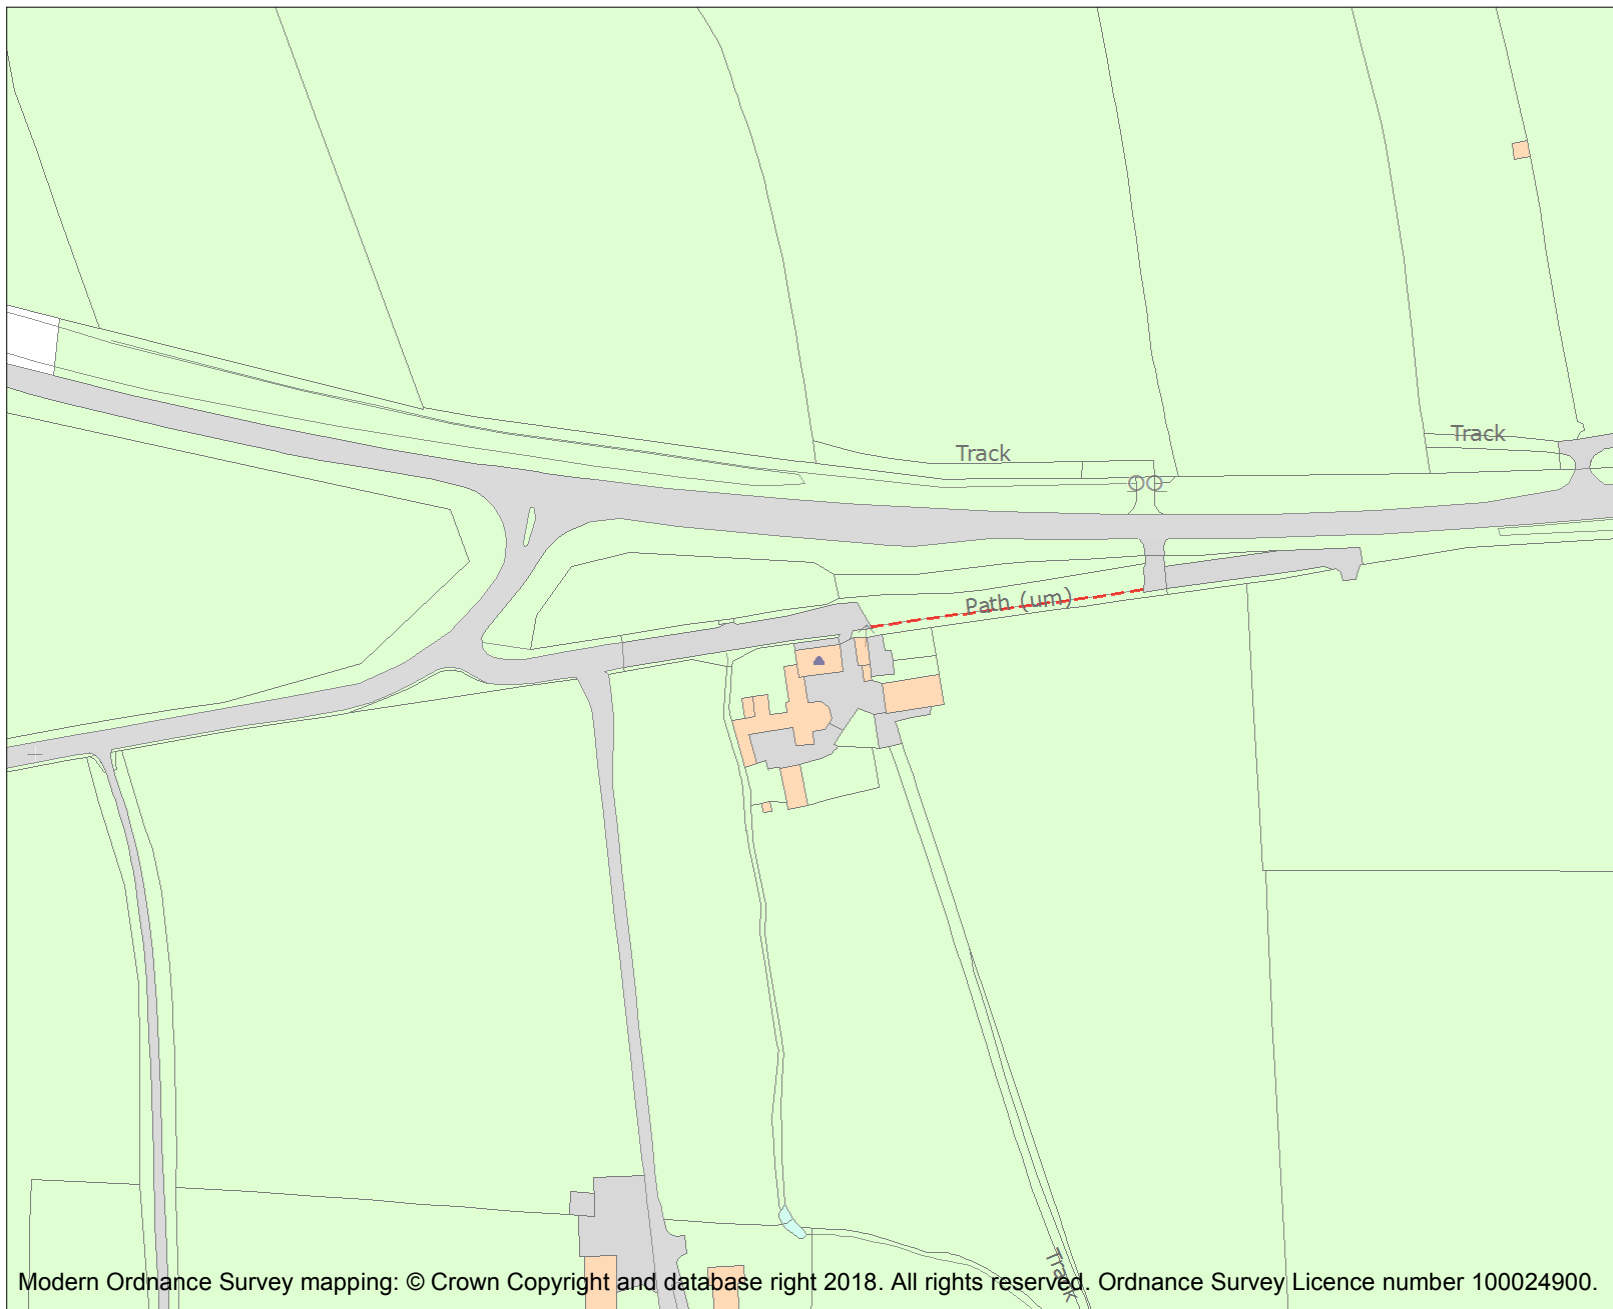 Track
Track
Path (um)
Track
Modern Ordnance Survey mapping: © Crown Copyright and database right 2018. All rights reserved. Ordnance Survey Licence number 100024900.